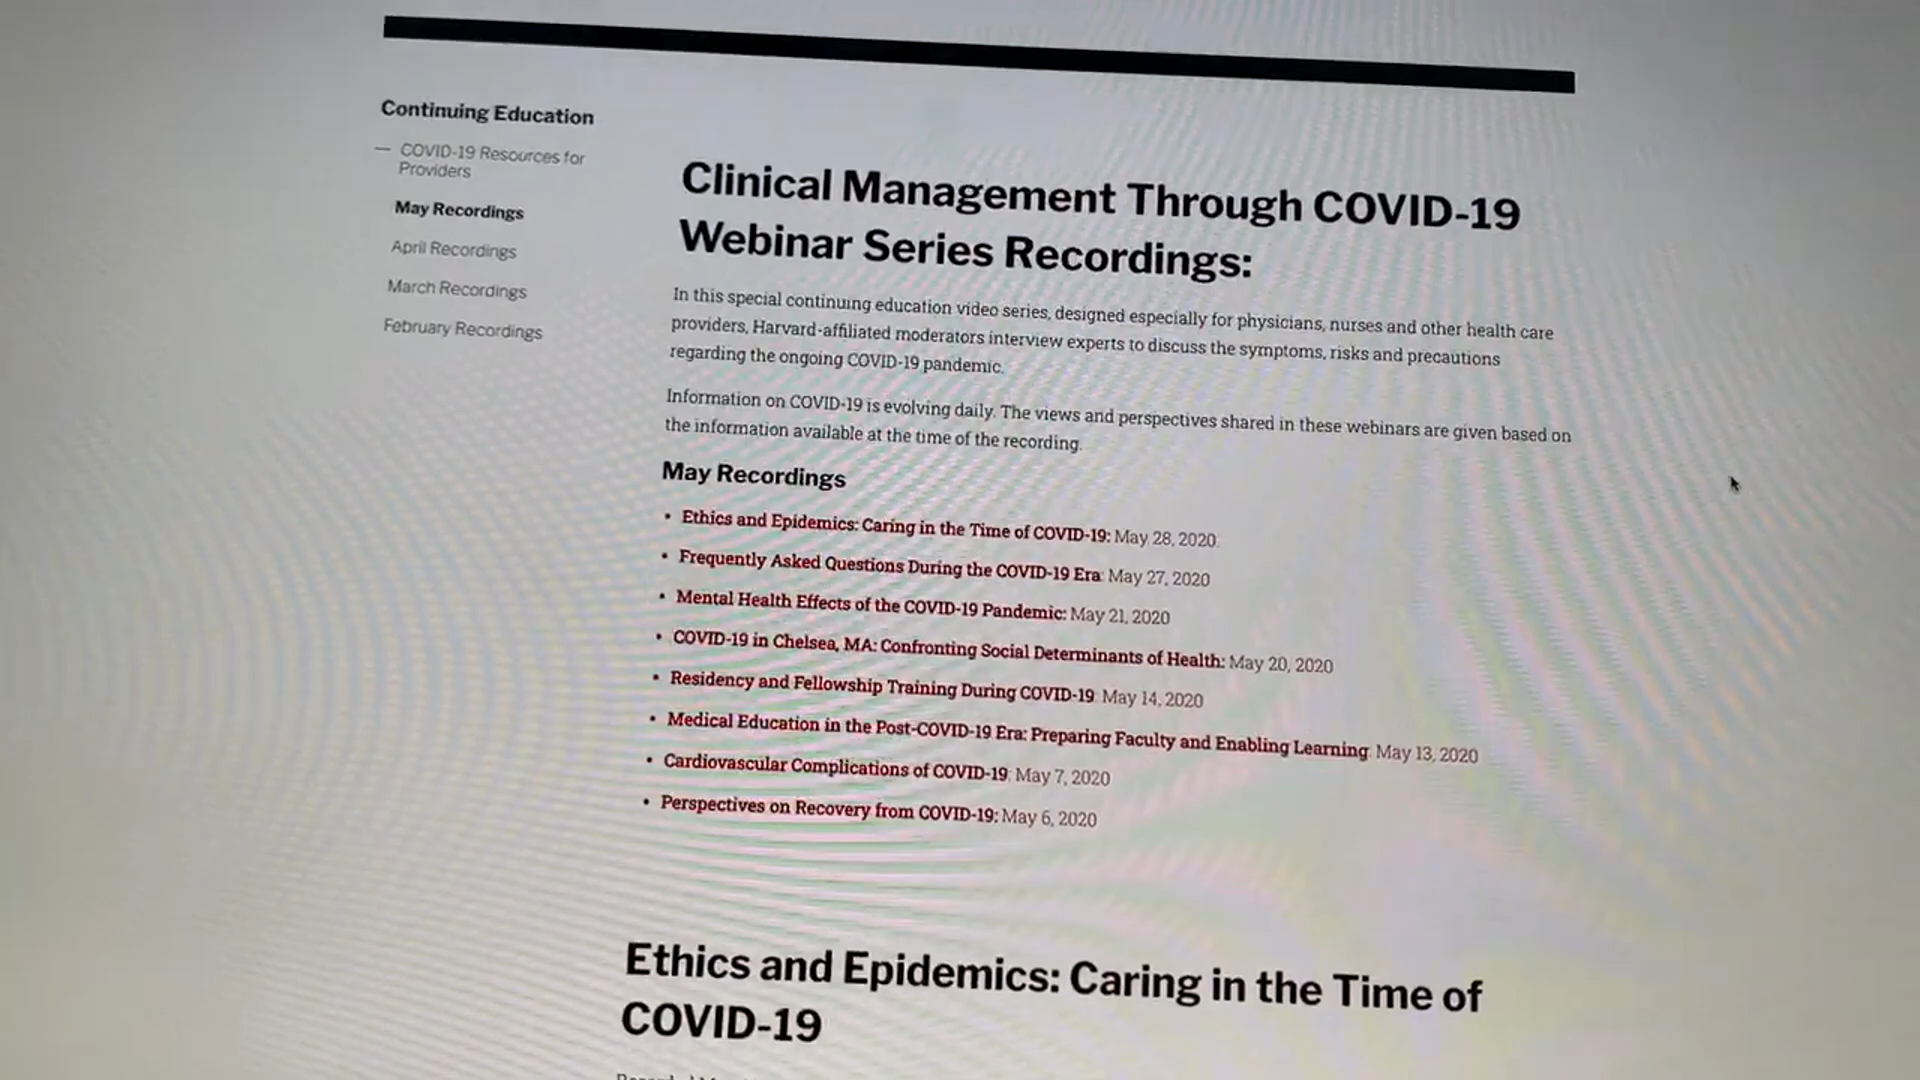 Continuing Education
— COVID-19 Resources for
Providers
May Recordings
April Recordings
March Recordings
February Recordings
Clinical Management Through COVID-19
Webinar Series Recordings:
In this special continuing education video series, designed especially for physicians, nurses and other health care
providers, Harvard-affiliated moderators interview experts to discuss the symptoms, risks and precautions
regarding the ongoing COVID-19 pandemic.
Information on COVID-19 is evolving daily. The views and perspectives shared in these webinars are given based on
the information available at the time of the recording.
May Recordings
• Ethics and Epidemics: Caring in the Time of COVID-19: May 28, 2020
• Frequently Asked Questions During the COVID-19 Era: May 27, 2020
• Mental Health Effects of the COVID-19 Pandemic: May 21, 2020
• COVID-19 in Chelsea, MA: Confronting Social Determinants of Health: May 20, 2020
• Residency and Fellowship Training During COVID-19: May 14, 2020
• Medical Education in the Post-COVID-19 Era: Preparing Faculty and Enabling Learning: May 13, 2020
• Cardiovascular Complications of COVID-19: May 7, 2020
• Perspectives on Recovery from COVID-19: May 6, 2020
Ethics and Epidemics: Caring in the Time of
COVID-19